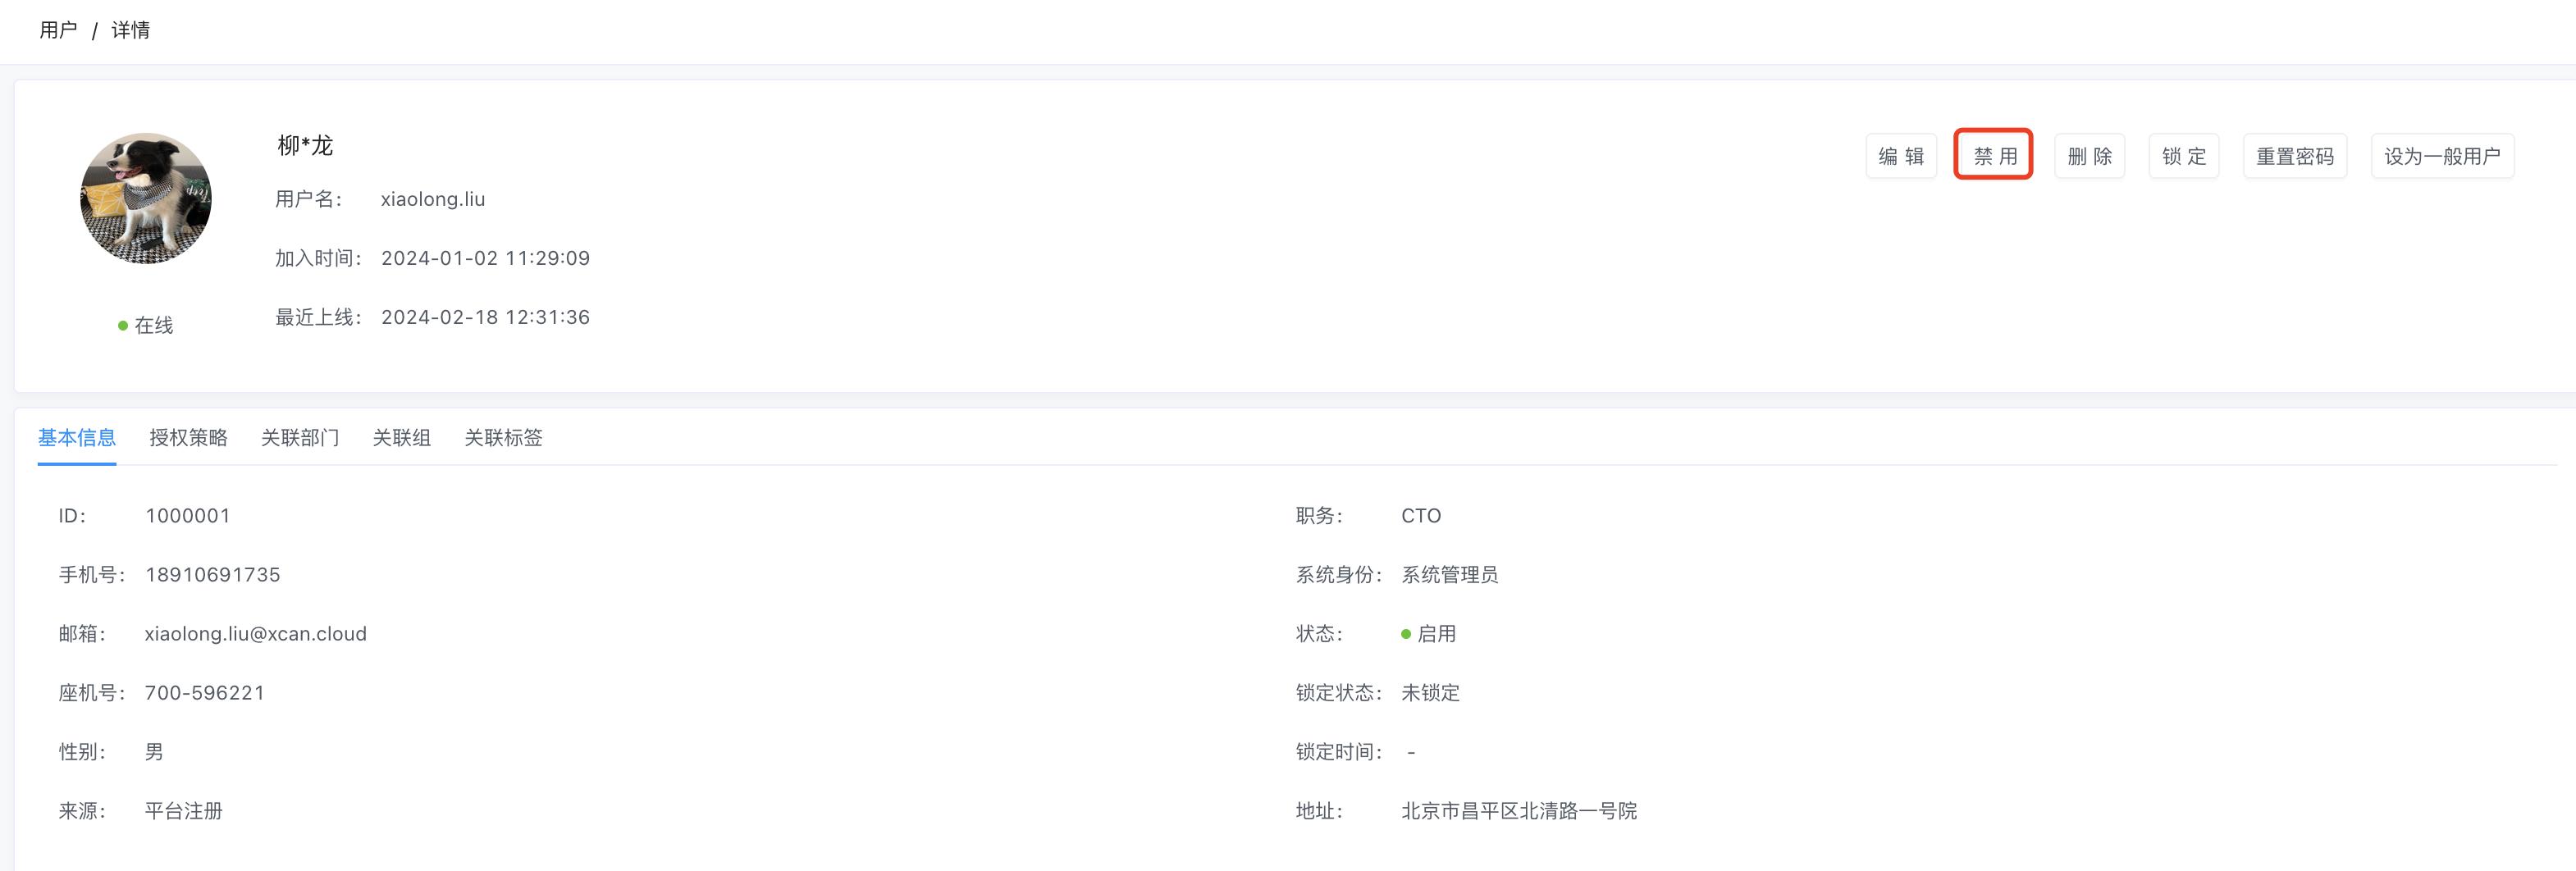 用户 / 详情
柳*龙
编 辑 禁 用 删 除 锁 定 重置密码 设为一般用户
用户名： xiaolong.liu
加入时间： 2024-01-02 11:29:09
最近上线： 2024-02-18 12:31:36
在线
基本信息 授权策略 关联部门 关联组 关联标签
ID： 1000001 职务： CTO
手机号： 18910691735 系统身份： 系统管理员
邮箱： xiaolong.liu@xcan.cloud 状态： 启用
座机号： 700-596221 锁定状态： 未锁定
性别： 男 锁定时间： -
来源： 平台注册 地址： 北京市昌平区北清路一号院